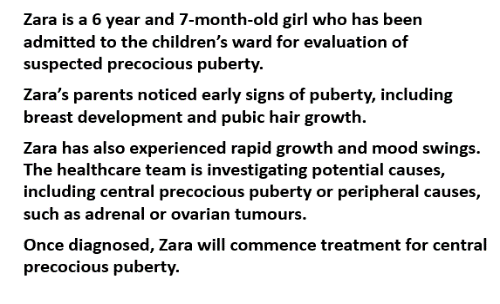 Zara is a 6 year and 7-month-old girl who has been
admitted to the children’s ward for evaluation of
suspected precocious puberty.
Zara’s parents noticed early signs of puberty, including
breast development and pubic hair growth.
Zara has also experienced rapid growth and mood swings.
The healthcare team is investigating potential causes,
including central precocious puberty or peripheral causes,
such as adrenal or ovarian tumours.
Once diagnosed, Zara will commence treatment for central
precocious puberty.